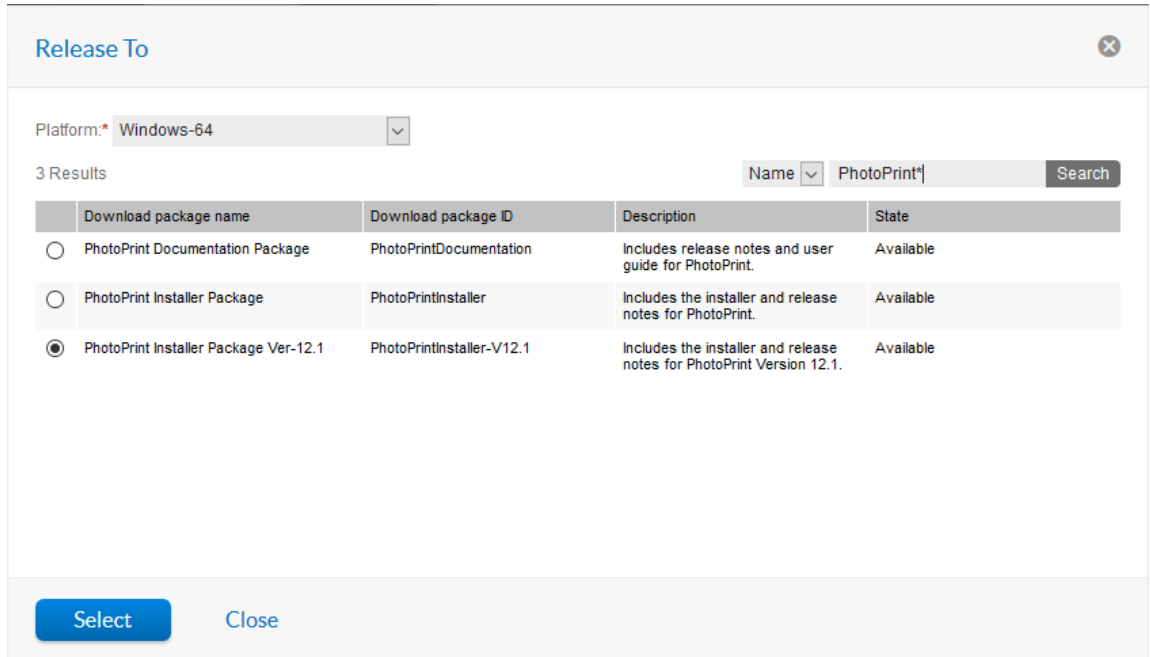 Release To
Platform:* Windows-64
3 Results Name PhotoPrint* Search
Download package name Download package ID Description State
PhotoPrint Documentation Package PhotoPrintDocumentation Includes release notes and user Available
guide for PhotoPrint.
PhotoPrint Installer Package PhotoPrintInstaller Includes the installer and release Available
notes for PhotoPrint.
PhotoPrint Installer Package Ver-12.1 PhotoPrintInstaller-V12.1 Includes the installer and release Available
notes for PhotoPrint Version 12.1.
Select Close